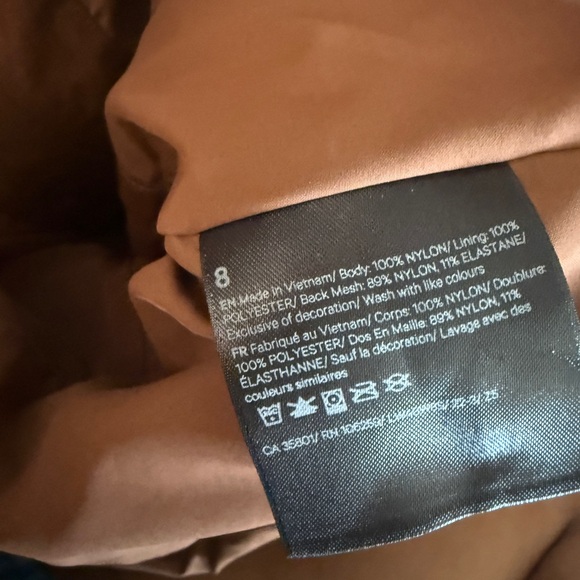 8
EN Made in Vietnam/ Body: 100% NYLON/ Lining: 100%
POLYESTER/ Back Mesh: 89% NYLON, 11% ELASTANE/
Exclusive of decoration/ Wash with like colours
FR Fabriqué au Vietnam/ Corps: 100% NYLON/ Doublure:
100% POLYESTER/ Dos En Maille: 89% NYLON, 11%
ÉLASTHANNE/ Sauf la décoration/ Lavage avec des
couleurs similaires
CA 35801/ RN 106259/